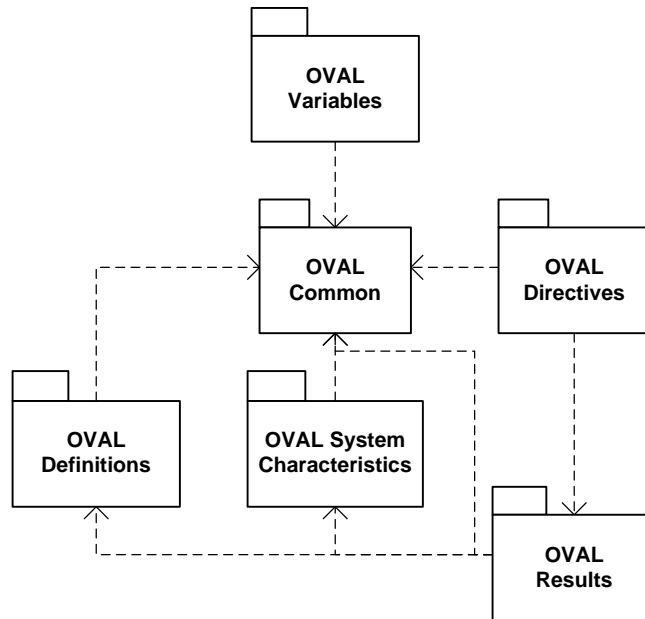 OVAL
Variables
OVAL
Common
OVAL
Directives
OVAL
Definitions
OVAL System
Characteristics
OVAL
Results